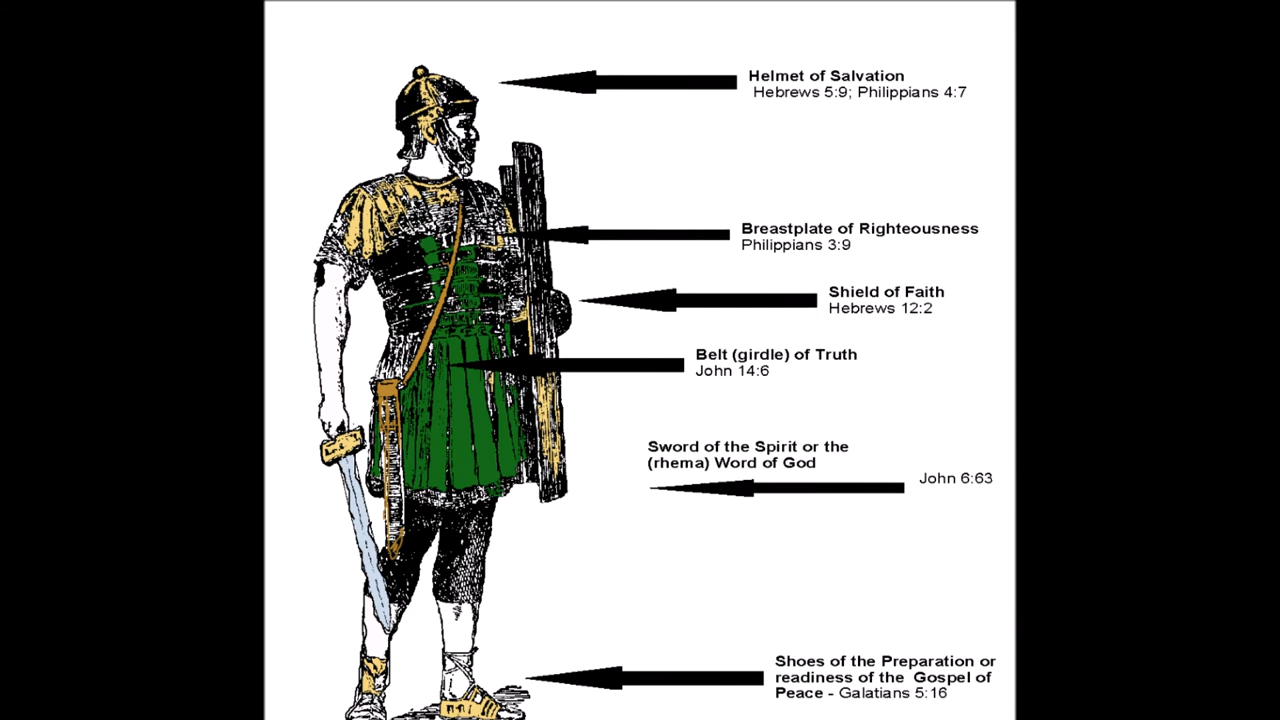 Helmet of Salvation
Hebrews 5:9; Philippians 4:7
Breastplate of Righteousness
Philippians 3:9
Shield of Faith
Hebrews 12:2
Belt (girdle) of Truth
John 14:6
Sword of the Spirit or the
(rhema) Word of God
John 6:63
Shoes of the Preparation or
readiness of the Gospel of
Peace - Galatians 5:16